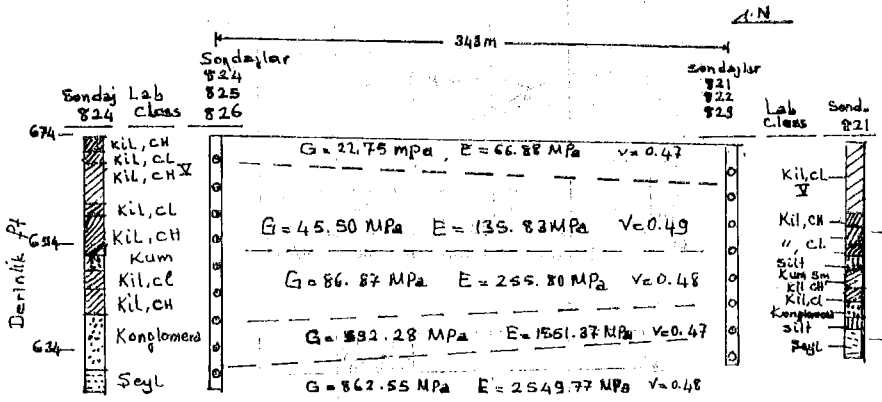 N
343m
Sondajlar
824
825
826
Sondajlar
821
822
823
Sondaj
824
Lab
Class
Lab
Class
Sond.
821
674
654
634
Derinlik
Kil, CH
Kil, CL
Kil, CH
Kil, CL
Kil, CH
Kum
Kil, Cl
Kil, CH
Konglomera
Şeyl
G = 22.75 mpa, E = 66.88 MPa v = 0.47
G = 45.50 MPa E = 135.83 MPa V = 0.49
G = 86.87 MPa E = 255.80 MPa v = 0.48
G = 592.28 MPa E = 1551.37 MPa v = 0.47
G = 862.55 MPa E = 2549.77 MPa v = 0.48
Kil, CL
Kil, CH
", CL
Silt
Kum Sm
Kil CH
Kil, Cl
Konglomera
Silt
Şeyl